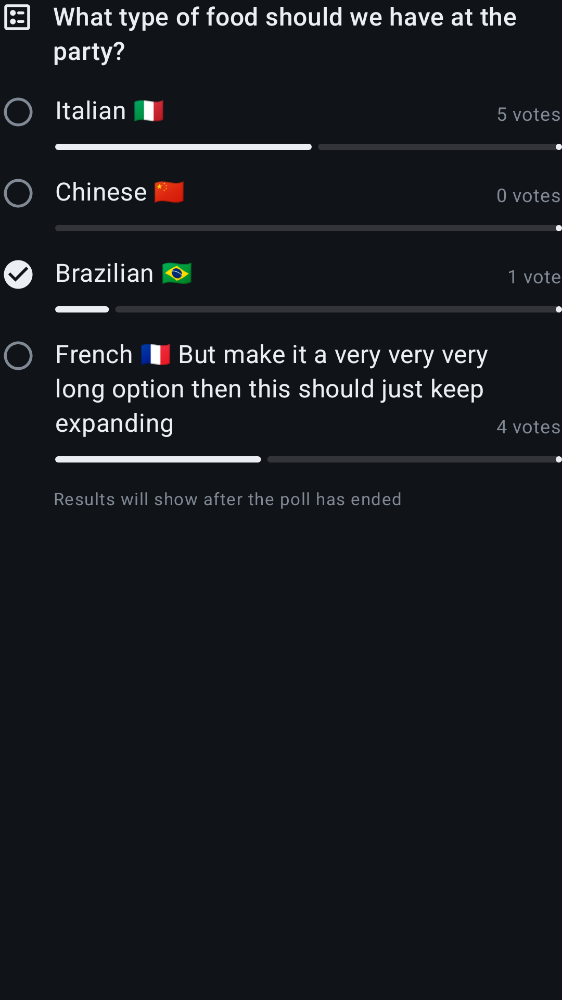 What type of food should we have at the
party?
Italian 🇮🇹
5 votes
Chinese 🇨🇳
0 votes
Brazilian 🇧🇷
1 vote
French 🇫🇷 But make it a very very very
long option then this should just keep
expanding
4 votes
Results will show after the poll has ended